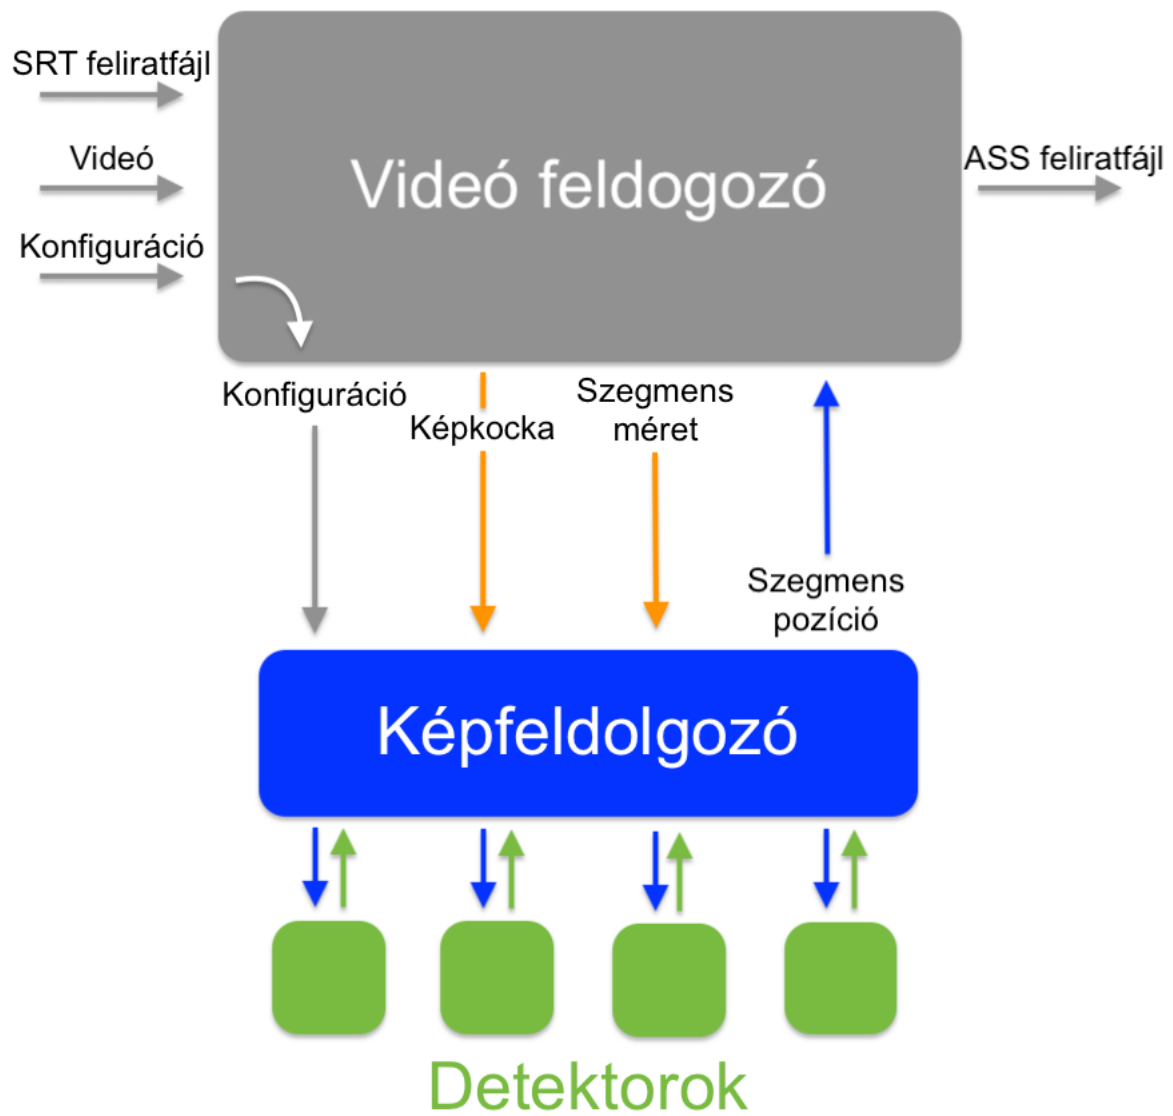 SRT feliratfájl
Videó
Konfiguráció
Videó feldogozó
ASS feliratfájl
Konfiguráció
Képkocka
Szegmens
méret
Szegmens
pozíció
Képfeldolgozó
Detektorok